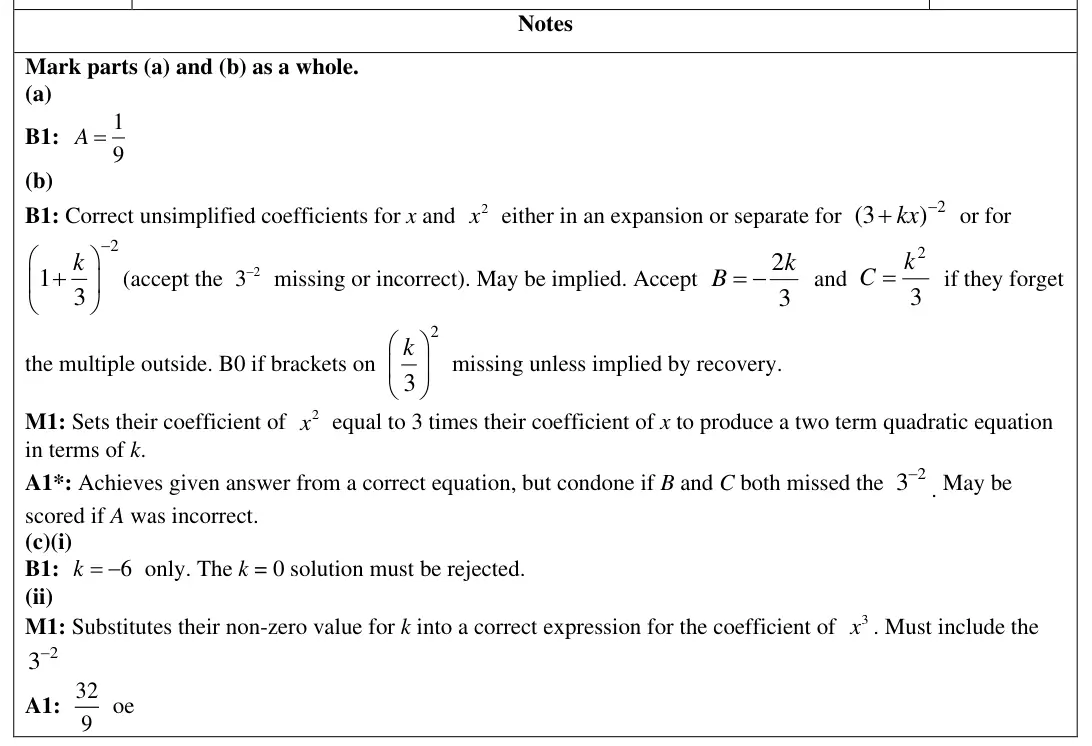 Notes
Mark parts (a) and (b) as a whole.
(a)
B1: A = 1/9
(b)
B1: Correct unsimplified coefficients for x and x² either in an expansion or separate for (3 + kx)⁻² or for
(1 + k/3)⁻² (accept the 3⁻² missing or incorrect). May be implied. Accept B = −2k/3 and C = k²/3 if they forget
the multiple outside. B0 if brackets on (k/3)² missing unless implied by recovery.
M1: Sets their coefficient of x² equal to 3 times their coefficient of x to produce a two term quadratic equation
in terms of k.
A1*: Achieves given answer from a correct equation, but condone if B and C both missed the 3⁻². May be
scored if A was incorrect.
(c)(i)
B1: k = −6 only. The k = 0 solution must be rejected.
(ii)
M1: Substitutes their non-zero value for k into a correct expression for the coefficient of x³. Must include the
3⁻²
A1: 32/9 oe